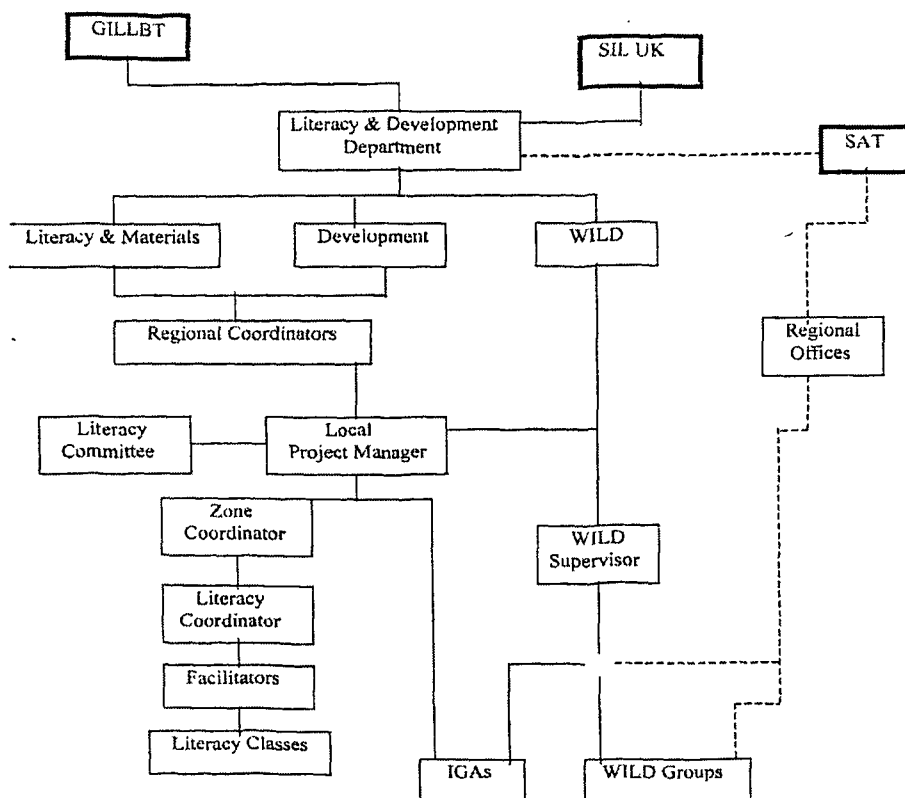 GILLBT
SIL UK
Literacy & Development
Department
SAT
Literacy & Materials
Development
WILD
Regional Coordinators
Regional
Offices
Literacy
Committee
Local
Project Manager
Zone
Coordinator
WILD
Supervisor
Literacy
Coordinator
Facilitators
Literacy Classes
IGAs
WILD Groups